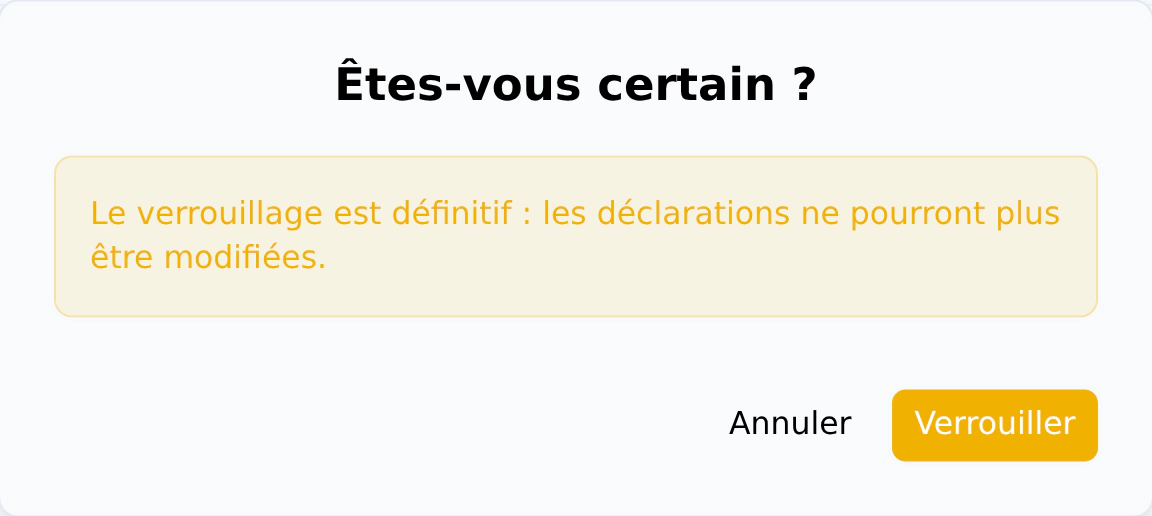 Êtes-vous certain ?
Le verrouillage est définitif : les déclarations ne pourront plus
être modifiées.
Annuler
Verrouiller